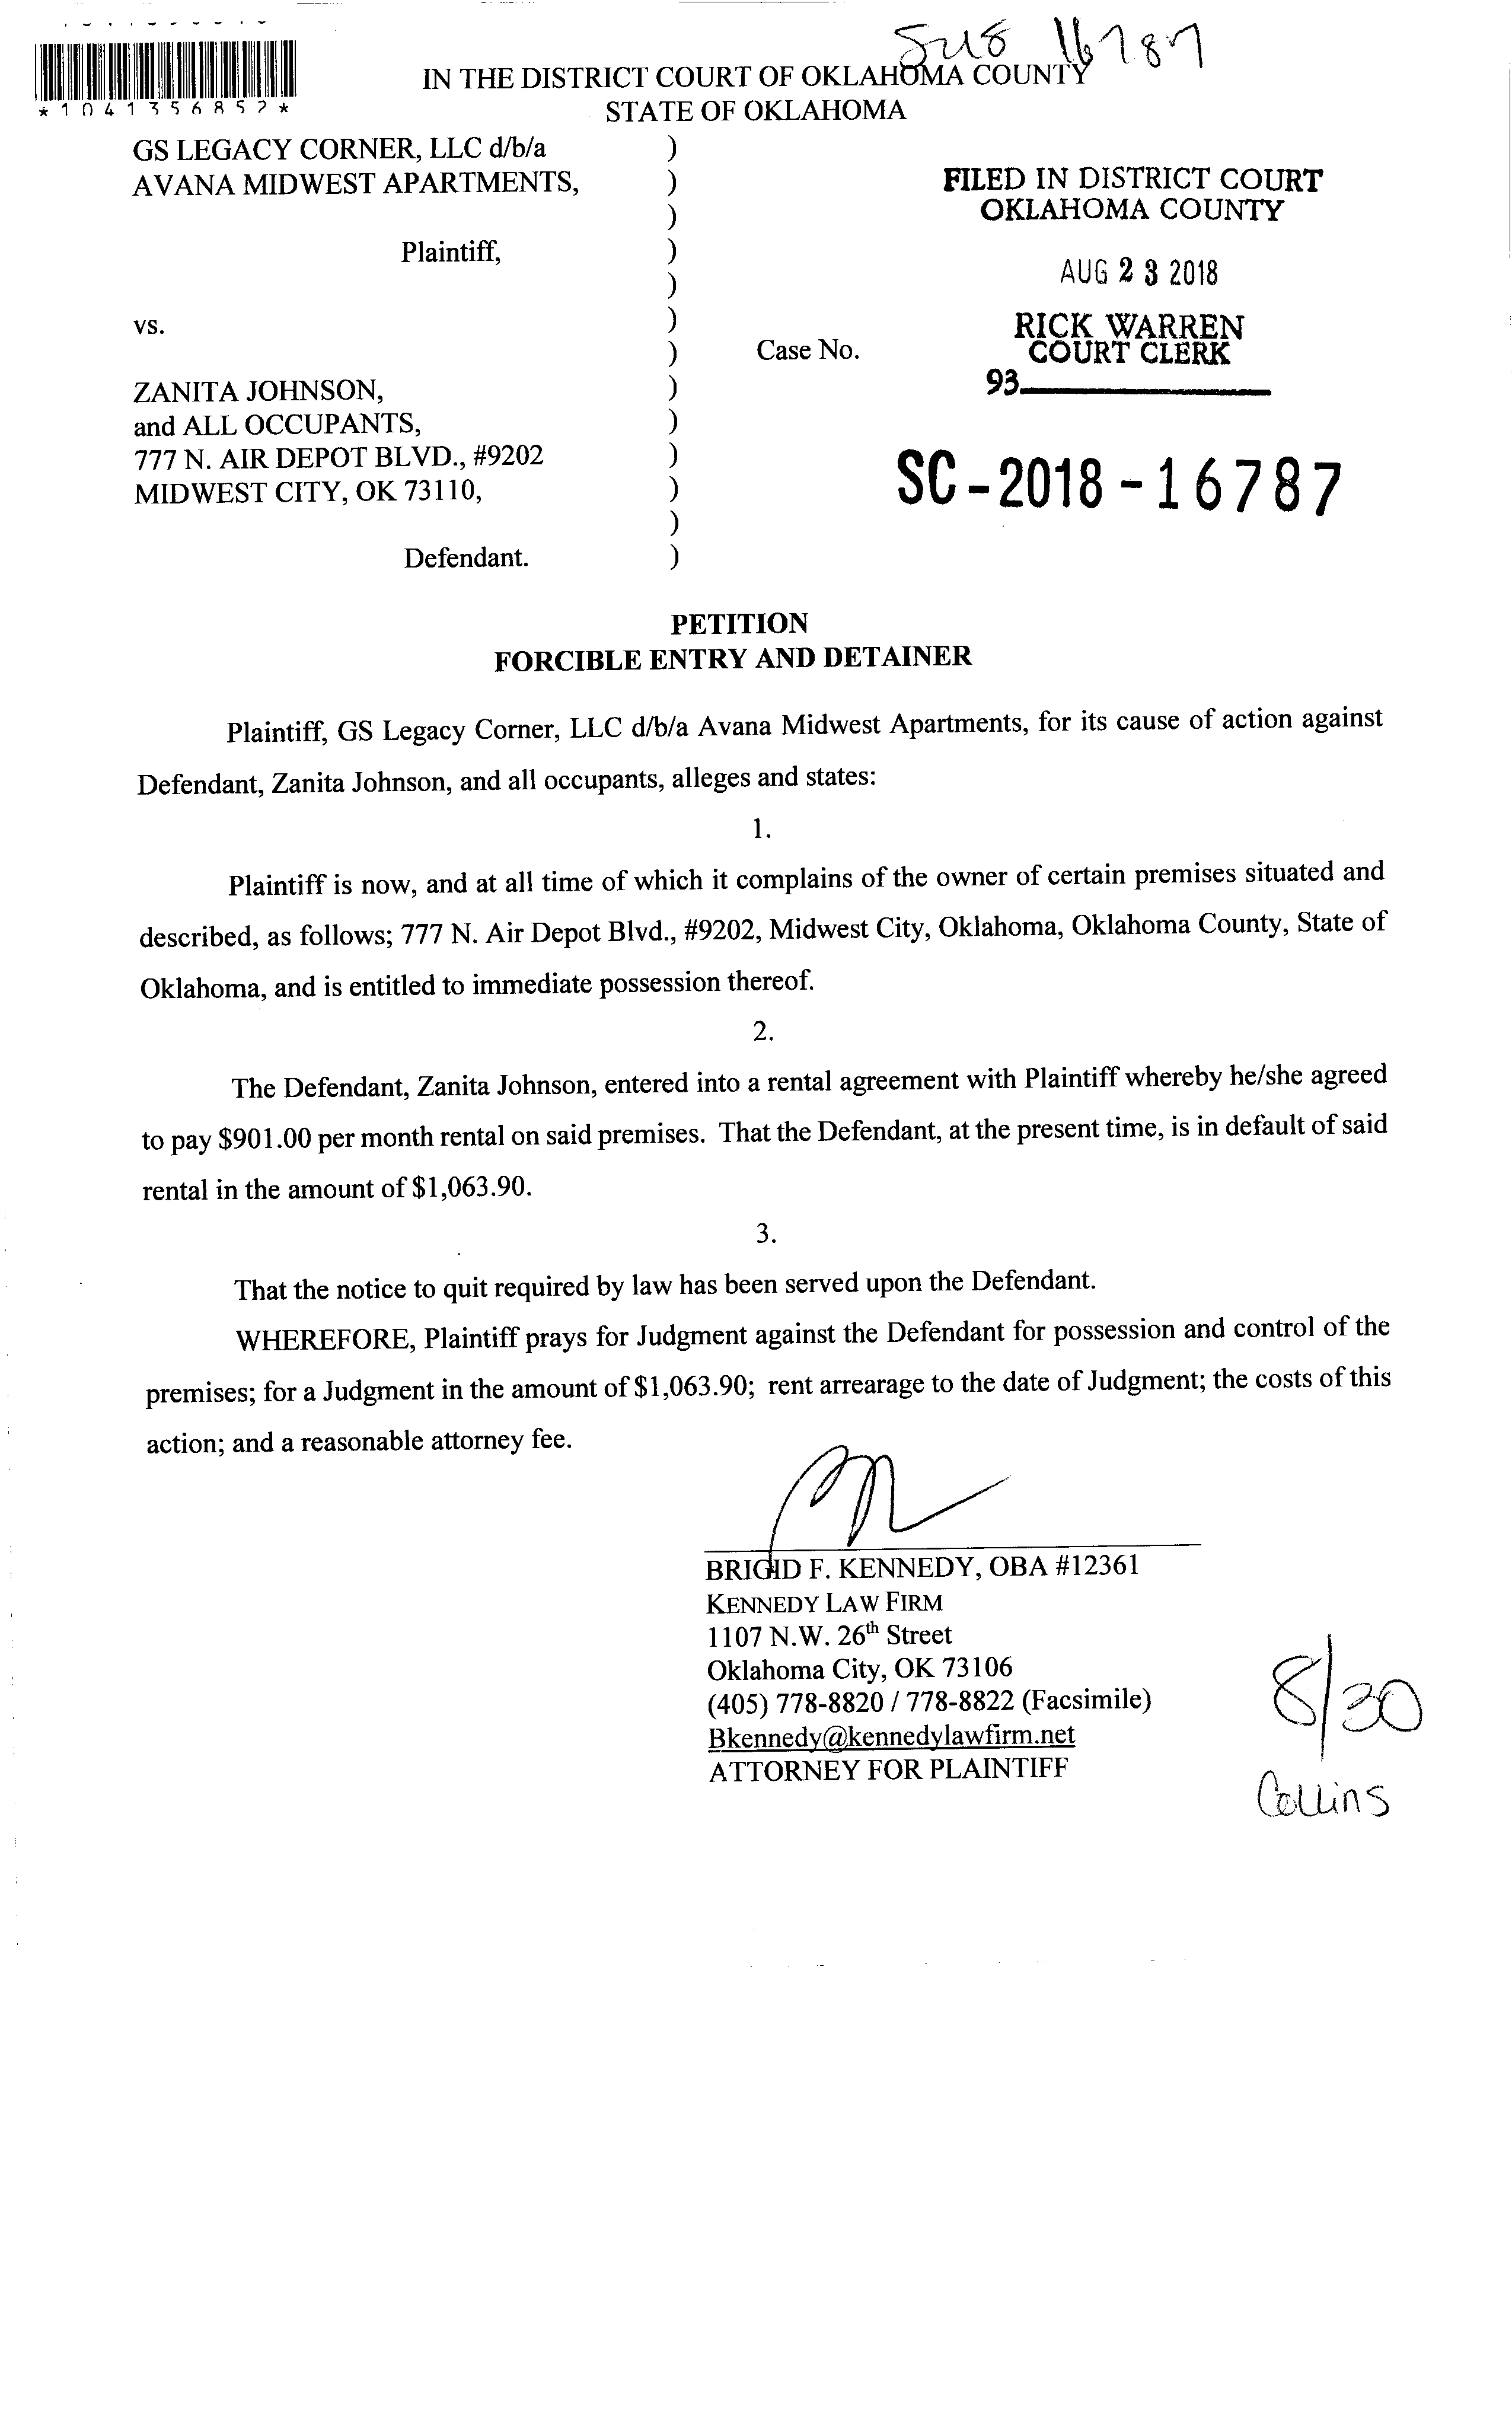 SU8 16787
*1041356852*
IN THE DISTRICT COURT OF OKLAHOMA COUNTY
STATE OF OKLAHOMA
GS LEGACY CORNER, LLC d/b/a )
AVANA MIDWEST APARTMENTS, )
)
Plaintiff, )
)
vs. )
)
ZANITA JOHNSON, )
and ALL OCCUPANTS, )
777 N. AIR DEPOT BLVD., #9202 )
MIDWEST CITY, OK 73110, )
)
Defendant. )
FILED IN DISTRICT COURT
OKLAHOMA COUNTY
AUG 23 2018
RICK WARREN
COURT CLERK
93
Case No.
SC-2018-16787
PETITION
FORCIBLE ENTRY AND DETAINER
Plaintiff, GS Legacy Corner, LLC d/b/a Avana Midwest Apartments, for its cause of action against
Defendant, Zanita Johnson, and all occupants, alleges and states:
1.
Plaintiff is now, and at all time of which it complains of the owner of certain premises situated and
described, as follows; 777 N. Air Depot Blvd., #9202, Midwest City, Oklahoma, Oklahoma County, State of
Oklahoma, and is entitled to immediate possession thereof.
2.
The Defendant, Zanita Johnson, entered into a rental agreement with Plaintiff whereby he/she agreed
to pay $901.00 per month rental on said premises. That the Defendant, at the present time, is in default of said
rental in the amount of $1,063.90.
3.
That the notice to quit required by law has been served upon the Defendant.
WHEREFORE, Plaintiff prays for Judgment against the Defendant for possession and control of the
premises; for a Judgment in the amount of $1,063.90; rent arrearage to the date of Judgment; the costs of this
action; and a reasonable attorney fee.
BRIGID F. KENNEDY, OBA #12361
KENNEDY LAW FIRM
1107 N.W. 26th Street
Oklahoma City, OK 73106
(405) 778-8820 / 778-8822 (Facsimile)
Bkennedy@kennedylawfirm.net
ATTORNEY FOR PLAINTIFF
8/30
Collins